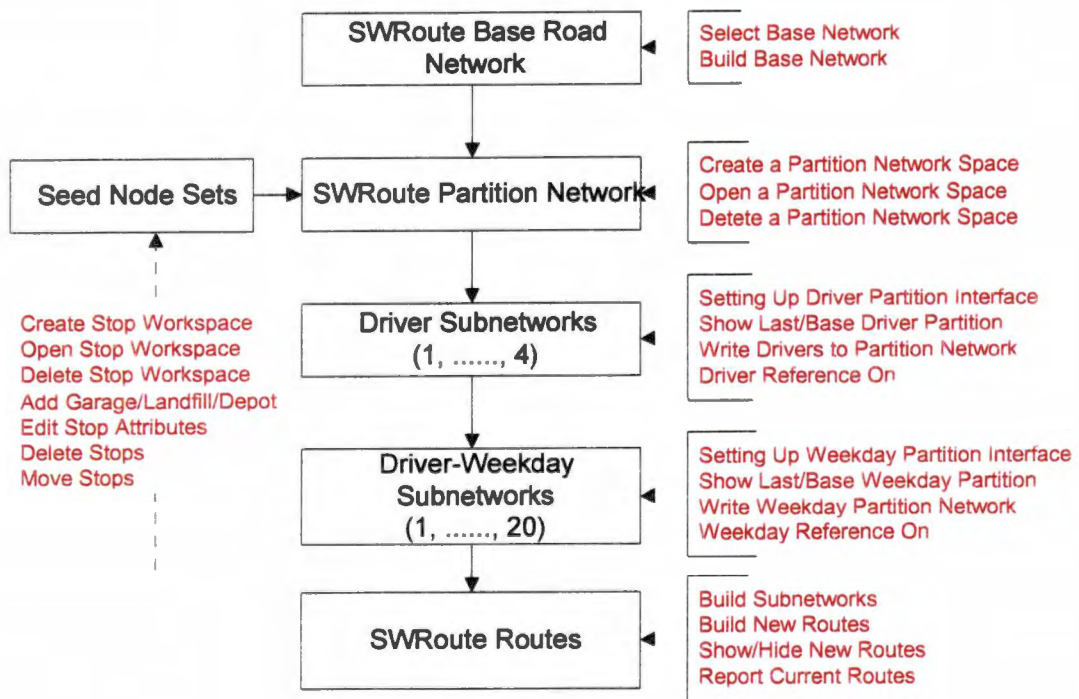 SWRoute Base Road
Network
Select Base Network
Build Base Network
Seed Node Sets
SWRoute Partition Network
Create a Partition Network Space
Open a Partition Network Space
Detete a Partition Network Space
Create Stop Workspace
Open Stop Workspace
Delete Stop Workspace
Add Garage/Landfill/Depot
Edit Stop Attributes
Delete Stops
Move Stops
Driver Subnetworks
(1, ......, 4)
Setting Up Driver Partition Interface
Show Last/Base Driver Partition
Write Drivers to Partition Network
Driver Reference On
Driver-Weekday
Subnetworks
(1, ......, 20)
Setting Up Weekday Partition Interface
Show Last/Base Weekday Partition
Write Weekday Partition Network
Weekday Reference On
SWRoute Routes
Build Subnetworks
Build New Routes
Show/Hide New Routes
Report Current Routes